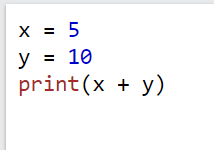 x = 5
y = 10
print(x + y)